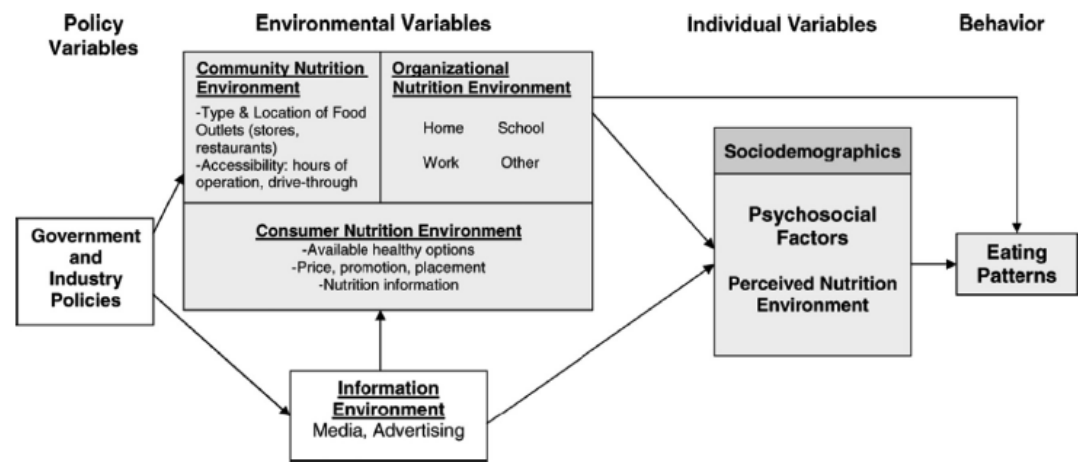 Policy
Variables
Environmental Variables
Individual Variables
Behavior
Community Nutrition
Environment
-Type & Location of Food
Outlets (stores,
restaurants)
-Accessibility: hours of
operation, drive-through
Organizational
Nutrition Environment
Home School
Work Other
Consumer Nutrition Environment
-Available healthy options
-Price, promotion, placement
-Nutrition information
Government
and
Industry
Policies
Information
Environment
Media, Advertising
Sociodemographics
Psychosocial
Factors
Perceived Nutrition
Environment
Eating
Patterns